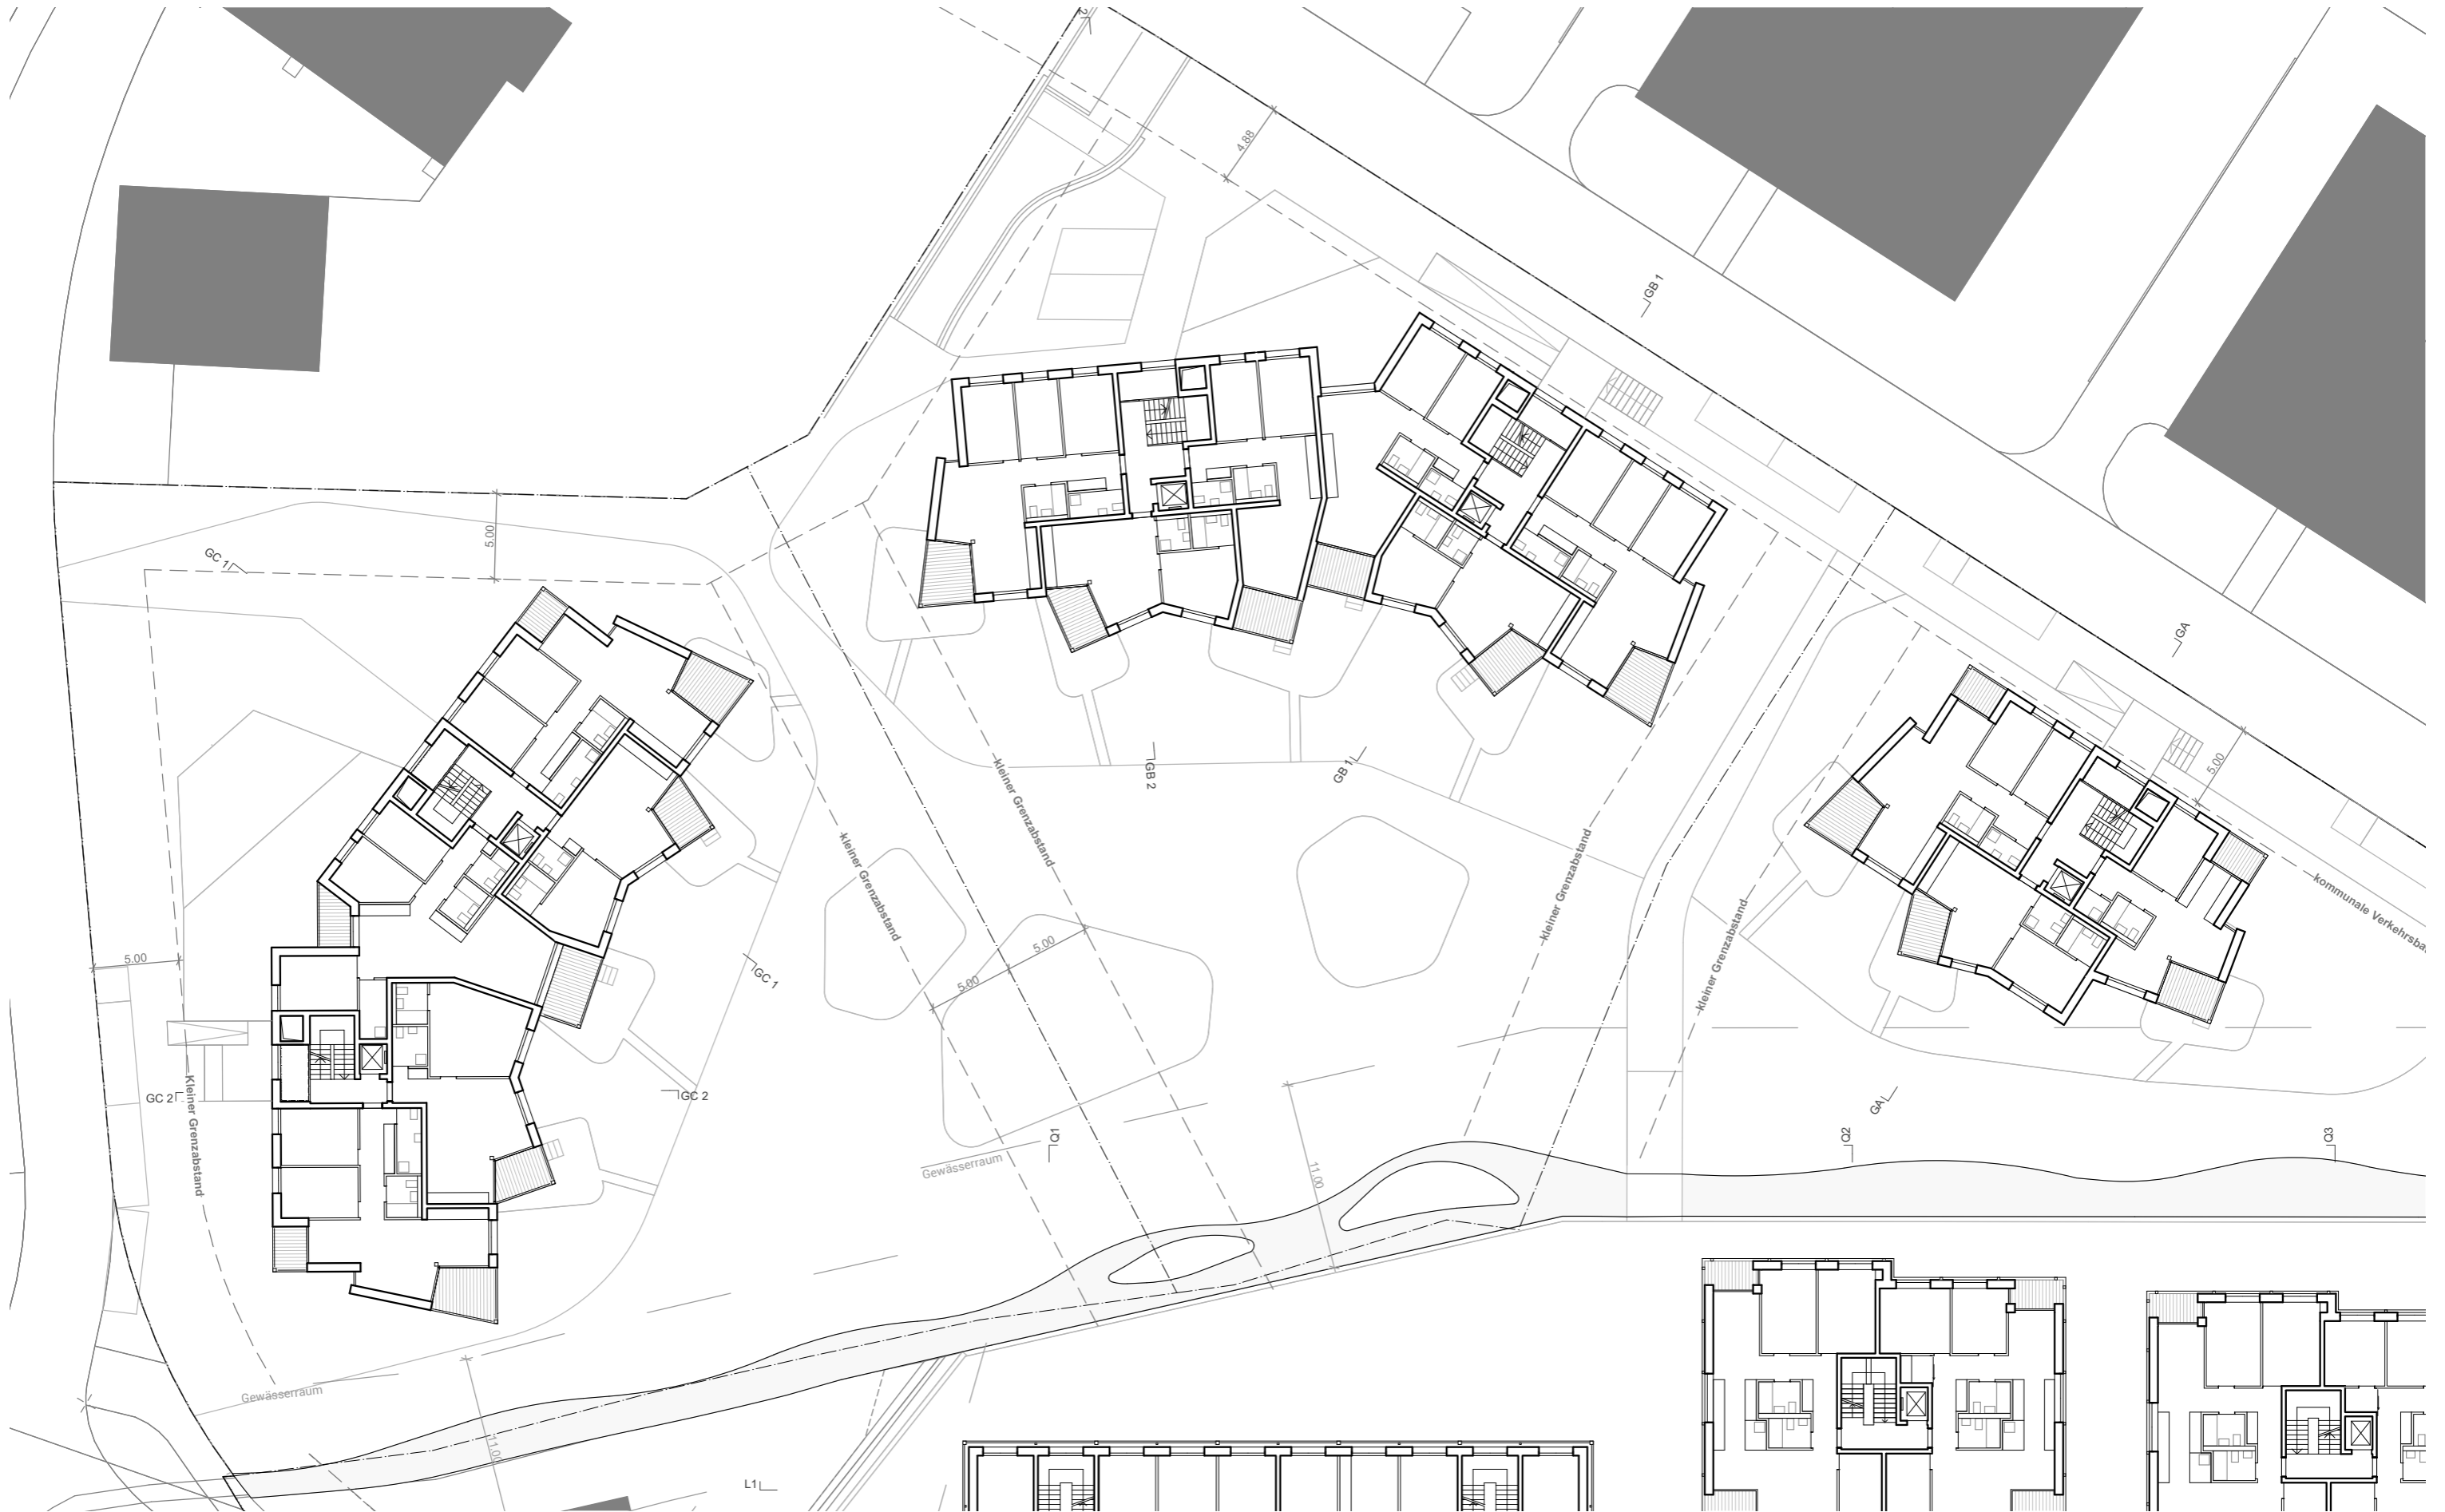 2
4.88
GB 1
GA
5.00
GC 1
5.00
GB 2
GB 1
kleiner Grenzabstand
kleiner Grenzabstand
kleiner Grenzabstand
kleiner Grenzabstand
kommunale
5.00
5.00
5.00
GC 1
GC 2
GC 2
Kleiner Grenzabstand
GA
Q1
Q2
Q3
Gewässerraum
11.00
Gewässerraum
11.00
L1